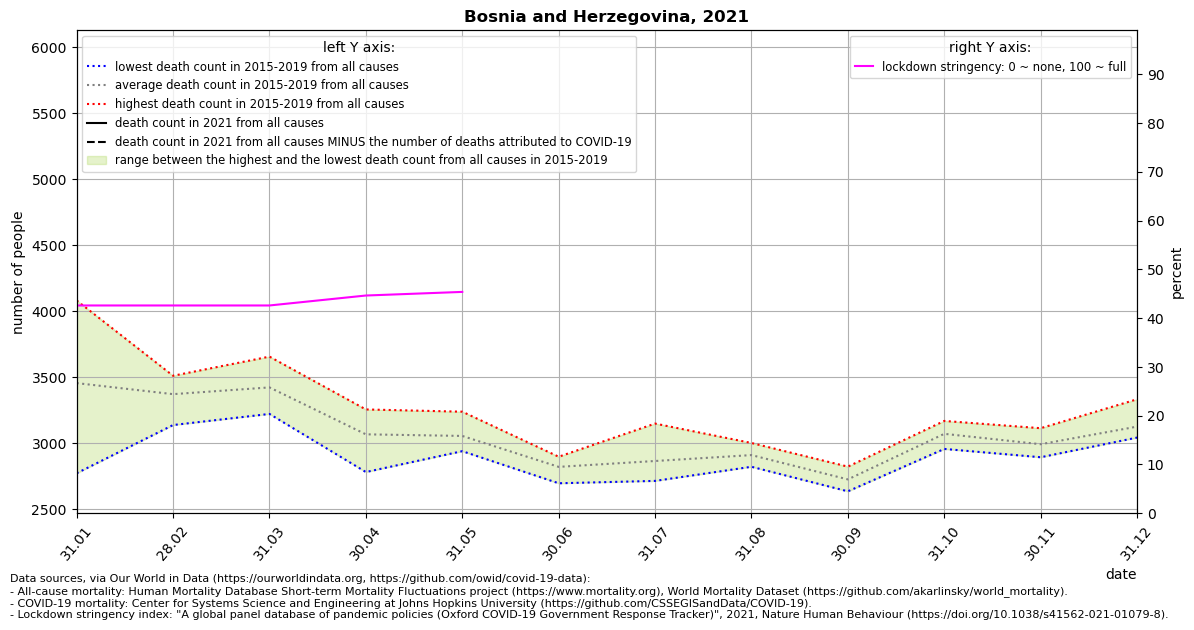 Bosnia and Herzegovina, 2021
left Y axis:
lowest death count in 2015-2019 from all causes
average death count in 2015-2019 from all causes
highest death count in 2015-2019 from all causes
death count in 2021 from all causes
death count in 2021 from all causes MINUS the number of deaths attributed to COVID-19
range between the highest and the lowest death count from all causes in 2015-2019
right Y axis:
lockdown stringency: 0 ~ none, 100 ~ full
number of people
6000
5500
5000
4500
4000
3500
3000
2500
percent
90
80
70
60
50
40
30
20
10
0
31.01
28.02
31.03
30.04
31.05
30.06
31.07
31.08
30.09
31.10
30.11
31.12
date
Data sources, via Our World in Data (https://ourworldindata.org, https://github.com/owid/covid-19-data):
- All-cause mortality: Human Mortality Database Short-term Mortality Fluctuations project (https://www.mortality.org), World Mortality Dataset (https://github.com/akarlinsky/world_mortality).
- COVID-19 mortality: Center for Systems Science and Engineering at Johns Hopkins University (https://github.com/CSSEGISandData/COVID-19).
- Lockdown stringency index: "A global panel database of pandemic policies (Oxford COVID-19 Government Response Tracker)", 2021, Nature Human Behaviour (https://doi.org/10.1038/s41562-021-01079-8).